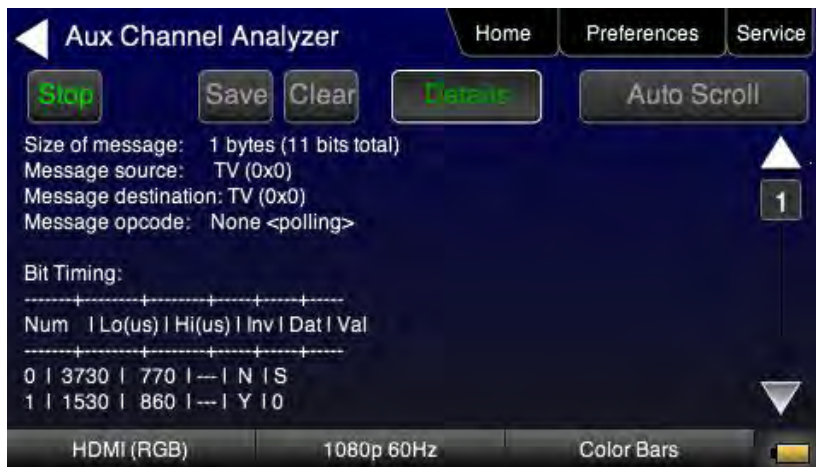 Aux Channel Analyzer Home Preferences Service
Stop Save Clear Details Auto Scroll
Size of message: 1 bytes (11 bits total)
Message source: TV (0x0)
Message destination: TV (0x0)
Message opcode: None <polling>
1
Bit Timing:
-------+--------+--------+-----+-----+-----
Num | Lo(us) | Hi(us) | Inv | Dat | Val
-------+--------+--------+-----+-----+-----
0 | 3730 | 770 | --- | N | S
1 | 1530 | 860 | --- | Y | 0
HDMI (RGB) 1080p 60Hz Color Bars